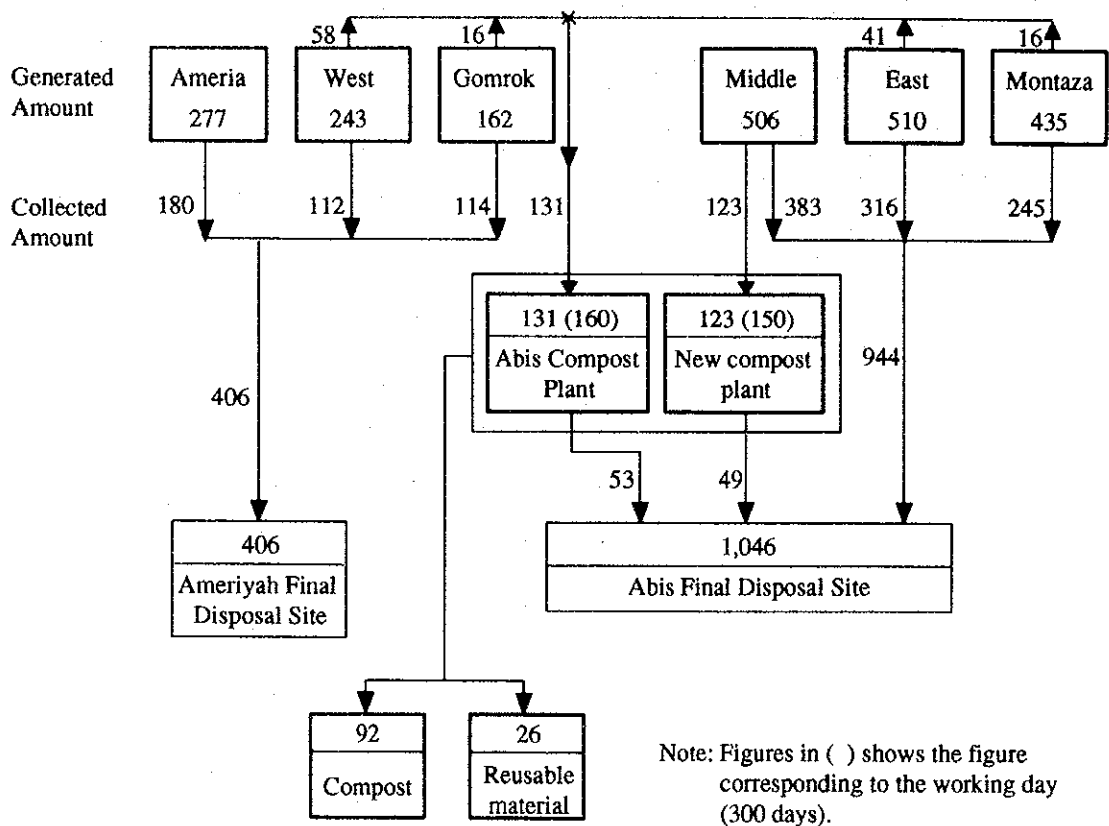 58
16
41
16
Generated
Amount
Ameria
277
West
243
Gomrok
162
Middle
506
East
510
Montaza
435
Collected
Amount
180
112
114
131
123
383
316
245
131 (160)
Abis Compost
Plant
123 (150)
New compost
plant
944
406
53
49
406
Ameriyah Final
Disposal Site
1,046
Abis Final Disposal Site
92
Compost
26
Reusable
material
Note: Figures in ( ) shows the figure
corresponding to the working day
(300 days).